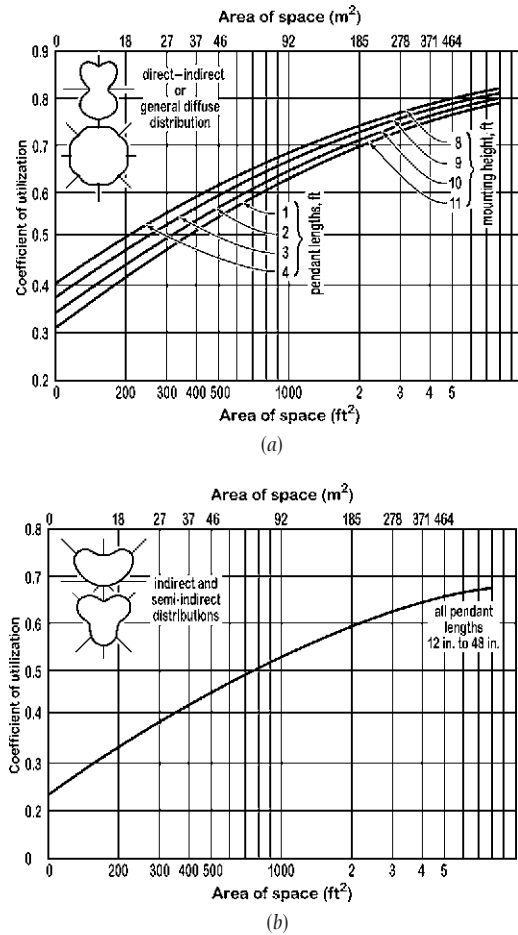 Area of space (m²)
0 18 27 37 46 92 185 278 371 464
0.9
0.8
0.7
0.6
0.5
0.4
0.3
0.2
Coefficient of utilization
direct–indirect
or
general diffuse
distribution
1
2
3
4
pendant lengths, ft
8
9
10
11
mounting height, ft
0 200 300 400 500 1000 2 3 4 5
Area of space (ft²)
(a)
Area of space (m²)
0 18 27 37 46 92 185 278 371 464
0.8
0.7
0.6
0.5
0.4
0.3
0.2
0
Coefficient of utilization
indirect and
semi-indirect
distributions
all pendant
lengths
12 in. to 48 in.
0 200 300 400 500 1000 2 3 4 5
Area of space (ft²)
(b)